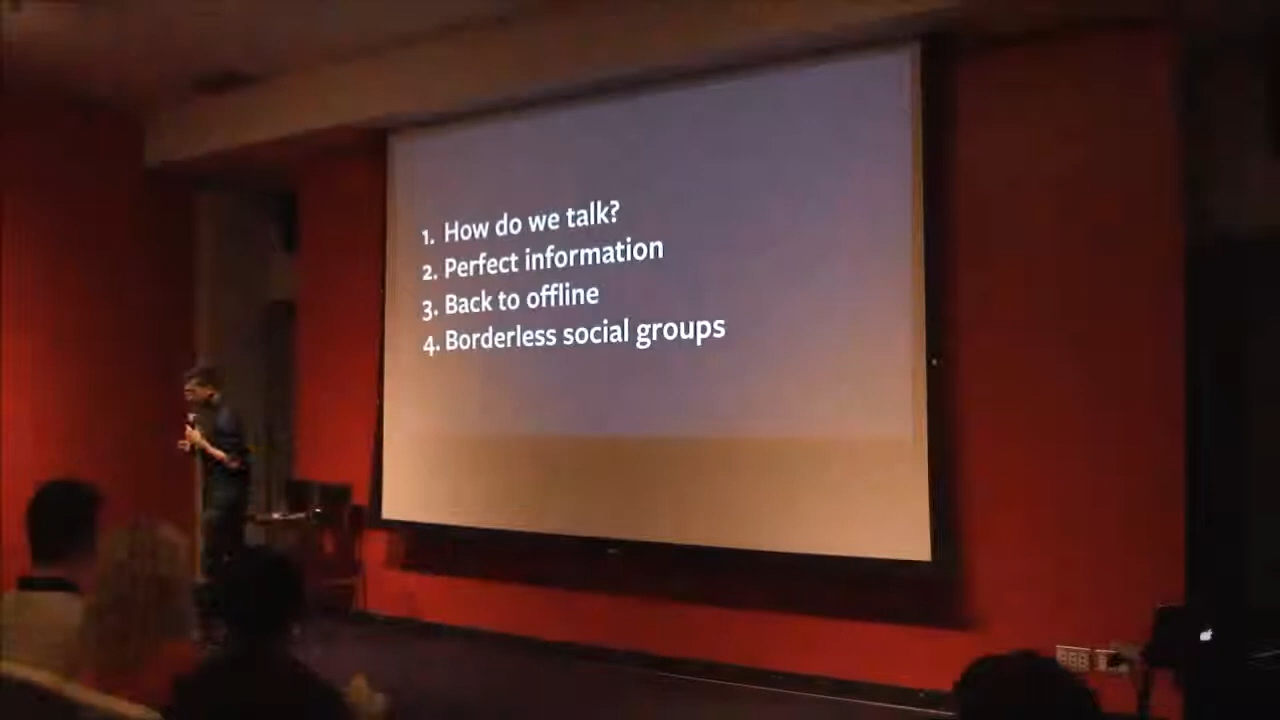 1. How do we talk?
2. Perfect information
3. Back to offline
4. Borderless social groups